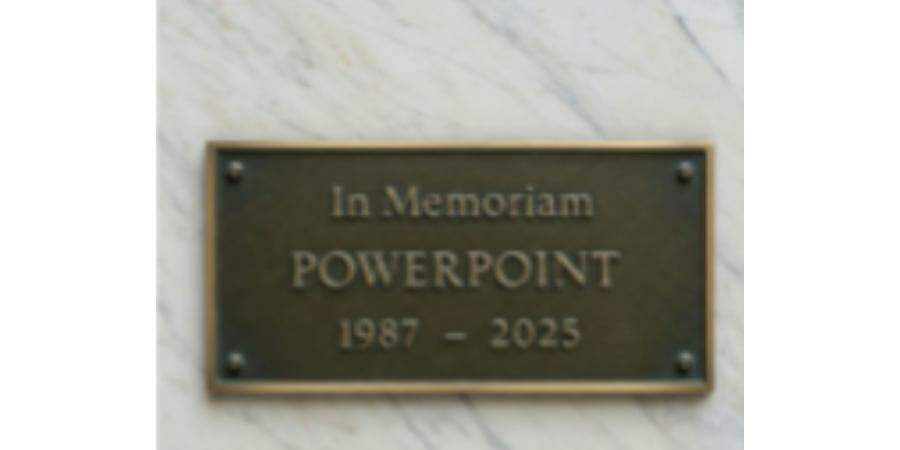 In Memoriam
POWERPOINT
1987 – 2025